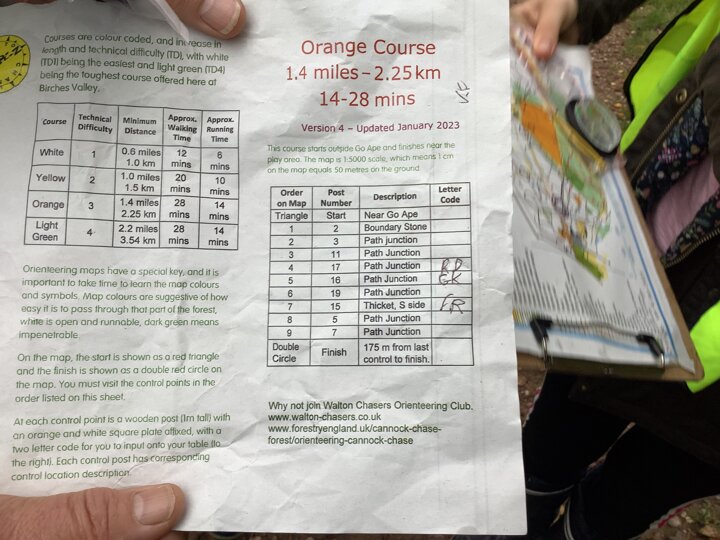 Courses are colour coded, and increase in
length and technical difficulty (TD), with white
(TD1) being the easiest and light green (TD4)
being the toughest course offered here at
Birches Valley.
Course Technical Difficulty Minimum Distance Approx. Walking Time Approx. Running Time
White 1 0.6 miles 1.0 km 12 mins 6 mins
Yellow 2 1.0 miles 1.5 km 20 mins 10 mins
Orange 3 1.4 miles 2.25 km 28 mins 14 mins
Light Green 4 2.2 miles 3.54 km 28 mins 14 mins
Orienteering maps have a special key, and it is
important to take time to learn the map colours
and symbols. Map colours are suggestive of how
easy it is to pass through that part of the forest,
white is open and runnable, dark green means
impenetrable.
On the map, the start is shown as a red triangle
and the finish is shown as a double red circle on
the map. You must visit the control points in the
order listed on this sheet.
At each control point is a wooden post (1m tall) with
an orange and white square plate affixed, with a
two letter code for you to input onto your table (to
the right). Each control post has corresponding
control location description.
Orange Course
1.4 miles – 2.25 km
14-28 mins
Version 4 – Updated January 2023
This course starts outside Go Ape and finishes near the
play area. The map is 1:5000 scale, which means 1 cm
on the map equals 50 metres on the ground.
Order on Map Post Number Description Letter Code
Triangle Start Near Go Ape
1 2 Boundary Stone
2 3 Path junction
3 11 Path Junction
4 17 Path Junction
5 16 Path Junction GK
6 19 Path Junction
7 15 Thicket, S side
8 5 Path Junction
9 7 Path Junction
Double Circle Finish 175 m from last control to finish.
Why not join Walton Chasers Orienteering Club.
www.walton-chasers.co.uk
www.forestryengland.uk/cannock-chase-
forest/orienteering-cannock-chase